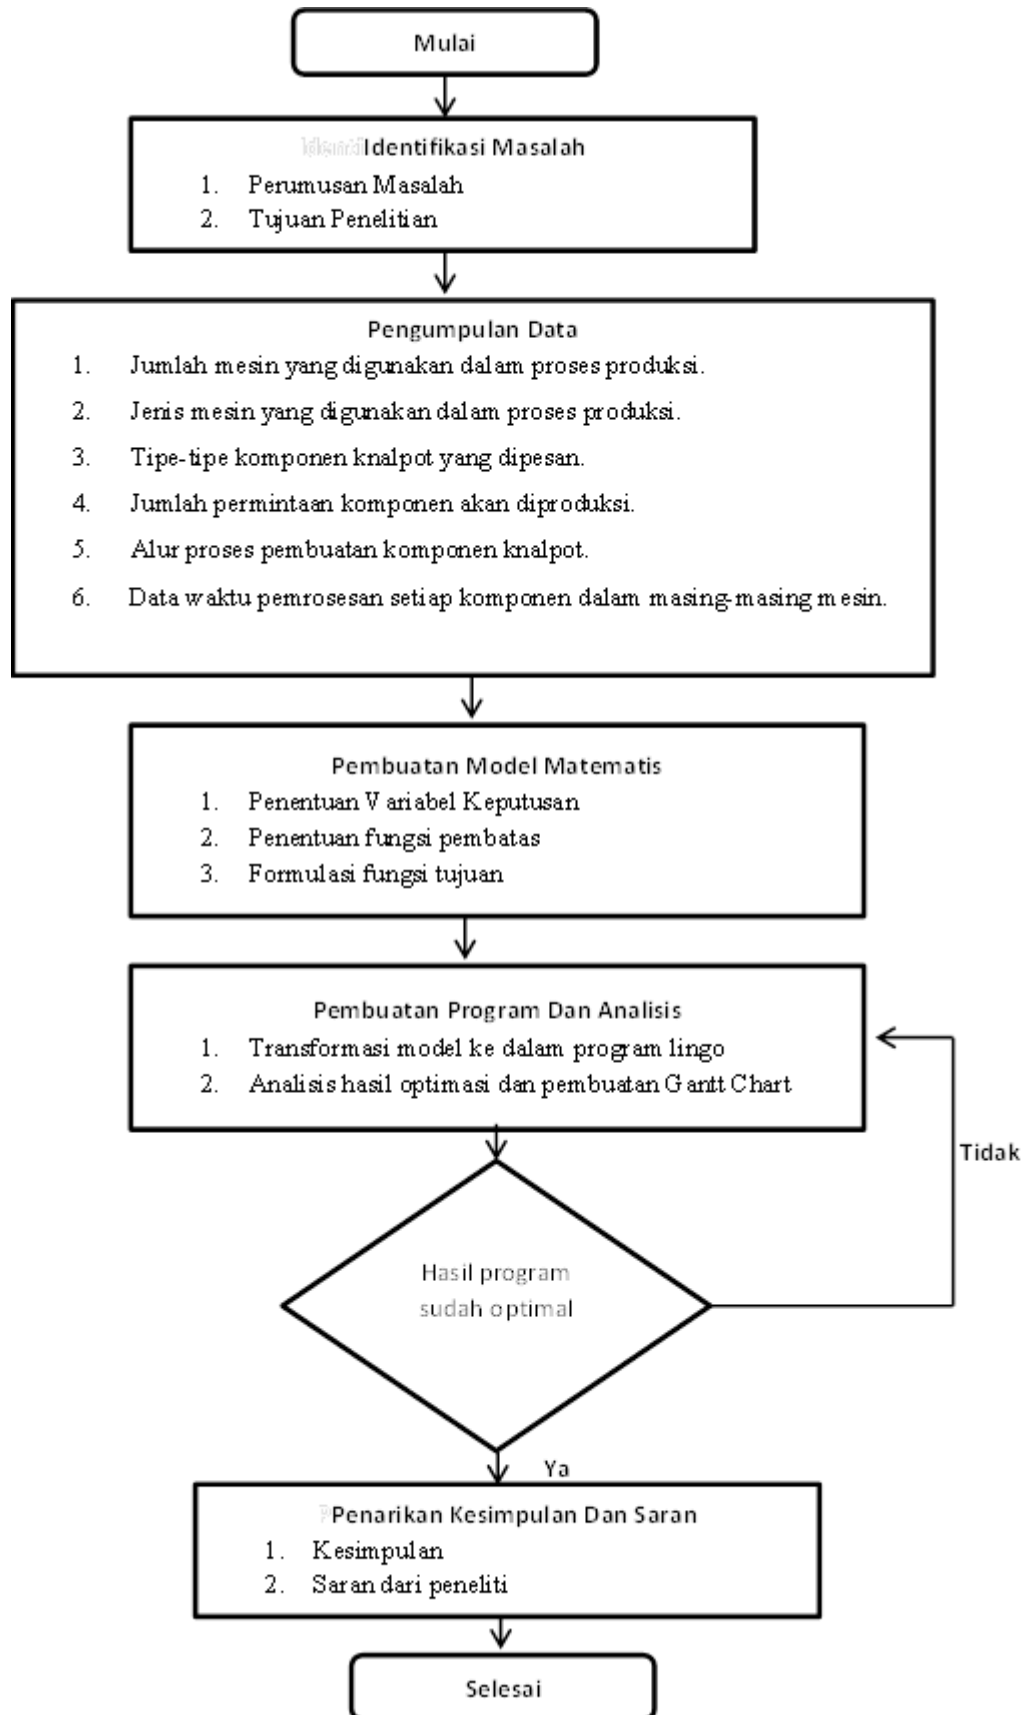 Mulai
Identifikasi Masalah
1. Perumusan Masalah
2. Tujuan Penelitian
Pengumpulan Data
1. Jumlah mesin yang digunakan dalam proses produksi.
2. Jenis mesin yang digunakan dalam proses produksi.
3. Tipe-tipe komponen knalpot yang dipesan.
4. Jumlah permintaan komponen akan diproduksi.
5. Alur proses pembuatan komponen knalpot.
6. Data waktu pemrosesan setiap komponen dalam masing-masing mesin.
Pembuatan Model Matematis
1. Penentuan Variabel Keputusan
2. Penentuan fungsi pembatas
3. Formulasi fungsi tujuan
Pembuatan Program Dan Analisis
1. Transformasi model ke dalam program lingo
2. Analisis hasil optimasi dan pembuatan Gantt Chart
Tidak
Hasil program
sudah optimal
Ya
Penarikan Kesimpulan Dan Saran
1. Kesimpulan
2. Saran dari peneliti
Selesai